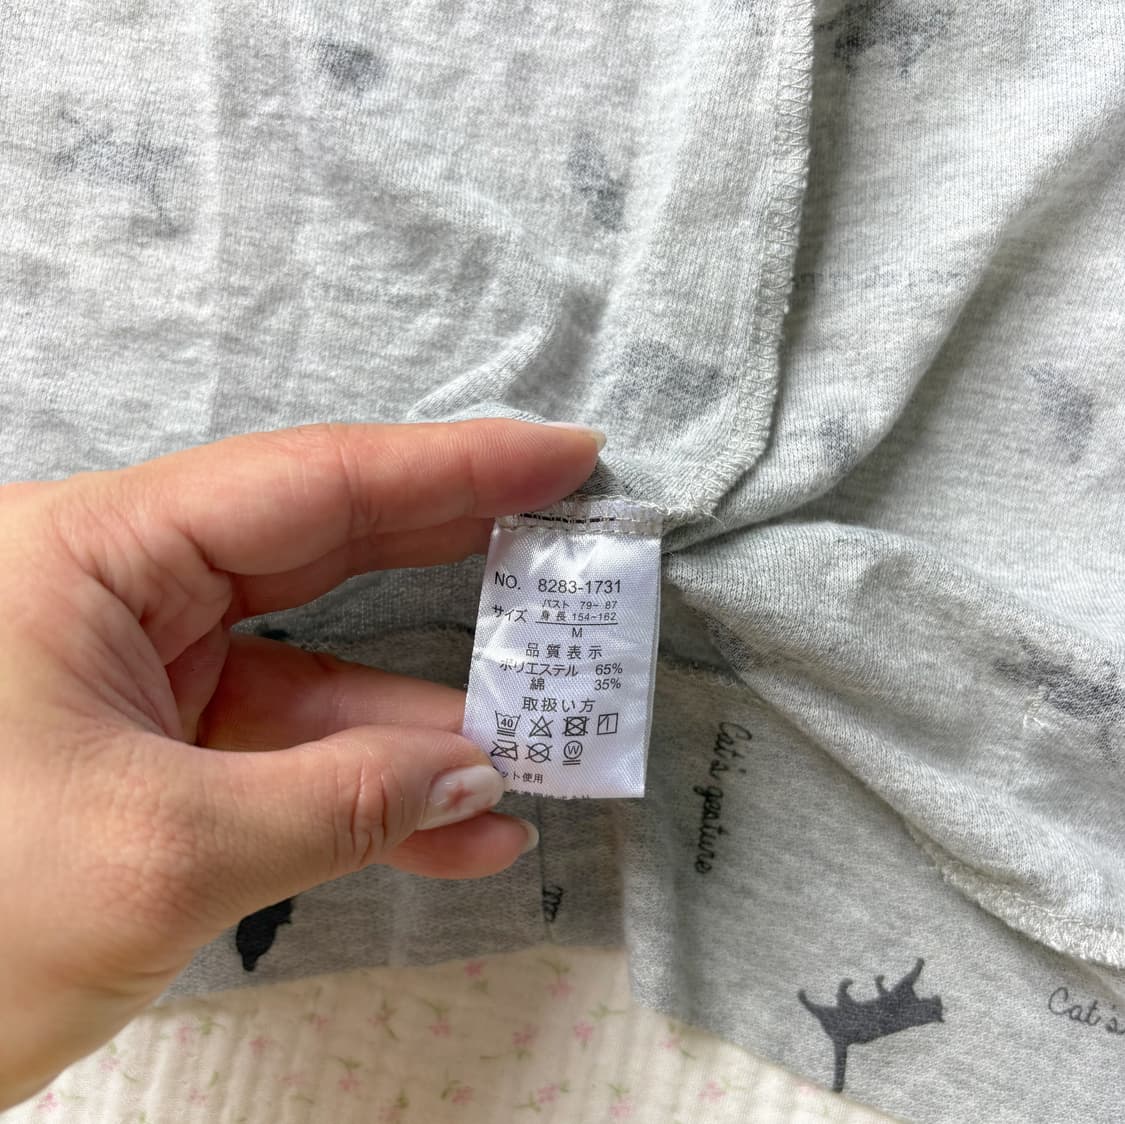 NO. 8283-1731
バスト 79~ 87
サイズ 身長 154~162
M
品質表示
ポリエステル 65%
綿 35%
取扱い方
40
W
ット使用
Cat's gesture
Cat's